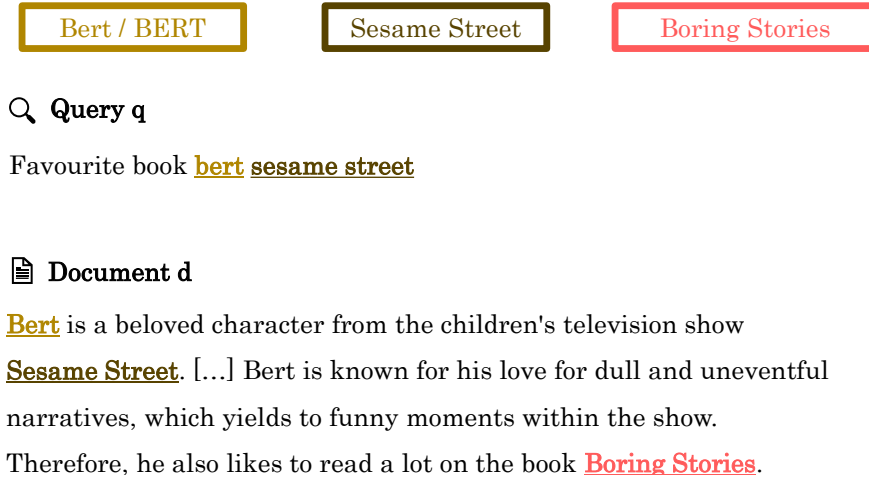 Bert / BERT Sesame Street Boring Stories
Query q
Favourite book bert sesame street
Document d
Bert is a beloved character from the children's television show
Sesame Street. […] Bert is known for his love for dull and uneventful
narratives, which yields to funny moments within the show.
Therefore, he also likes to read a lot on the book Boring Stories.